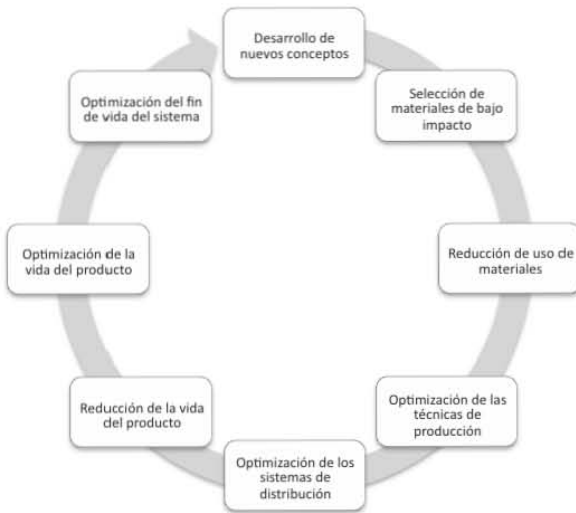 Desarrollo de
nuevos conceptos
Selección de
materiales de bajo
impacto
Reducción de uso de
materiales
Optimización de las
técnicas de
producción
Optimización de los
sistemas de
distribución
Reducción de la vida
del producto
Optimización de la
vida del producto
Optimización del fin
de vida del sistema